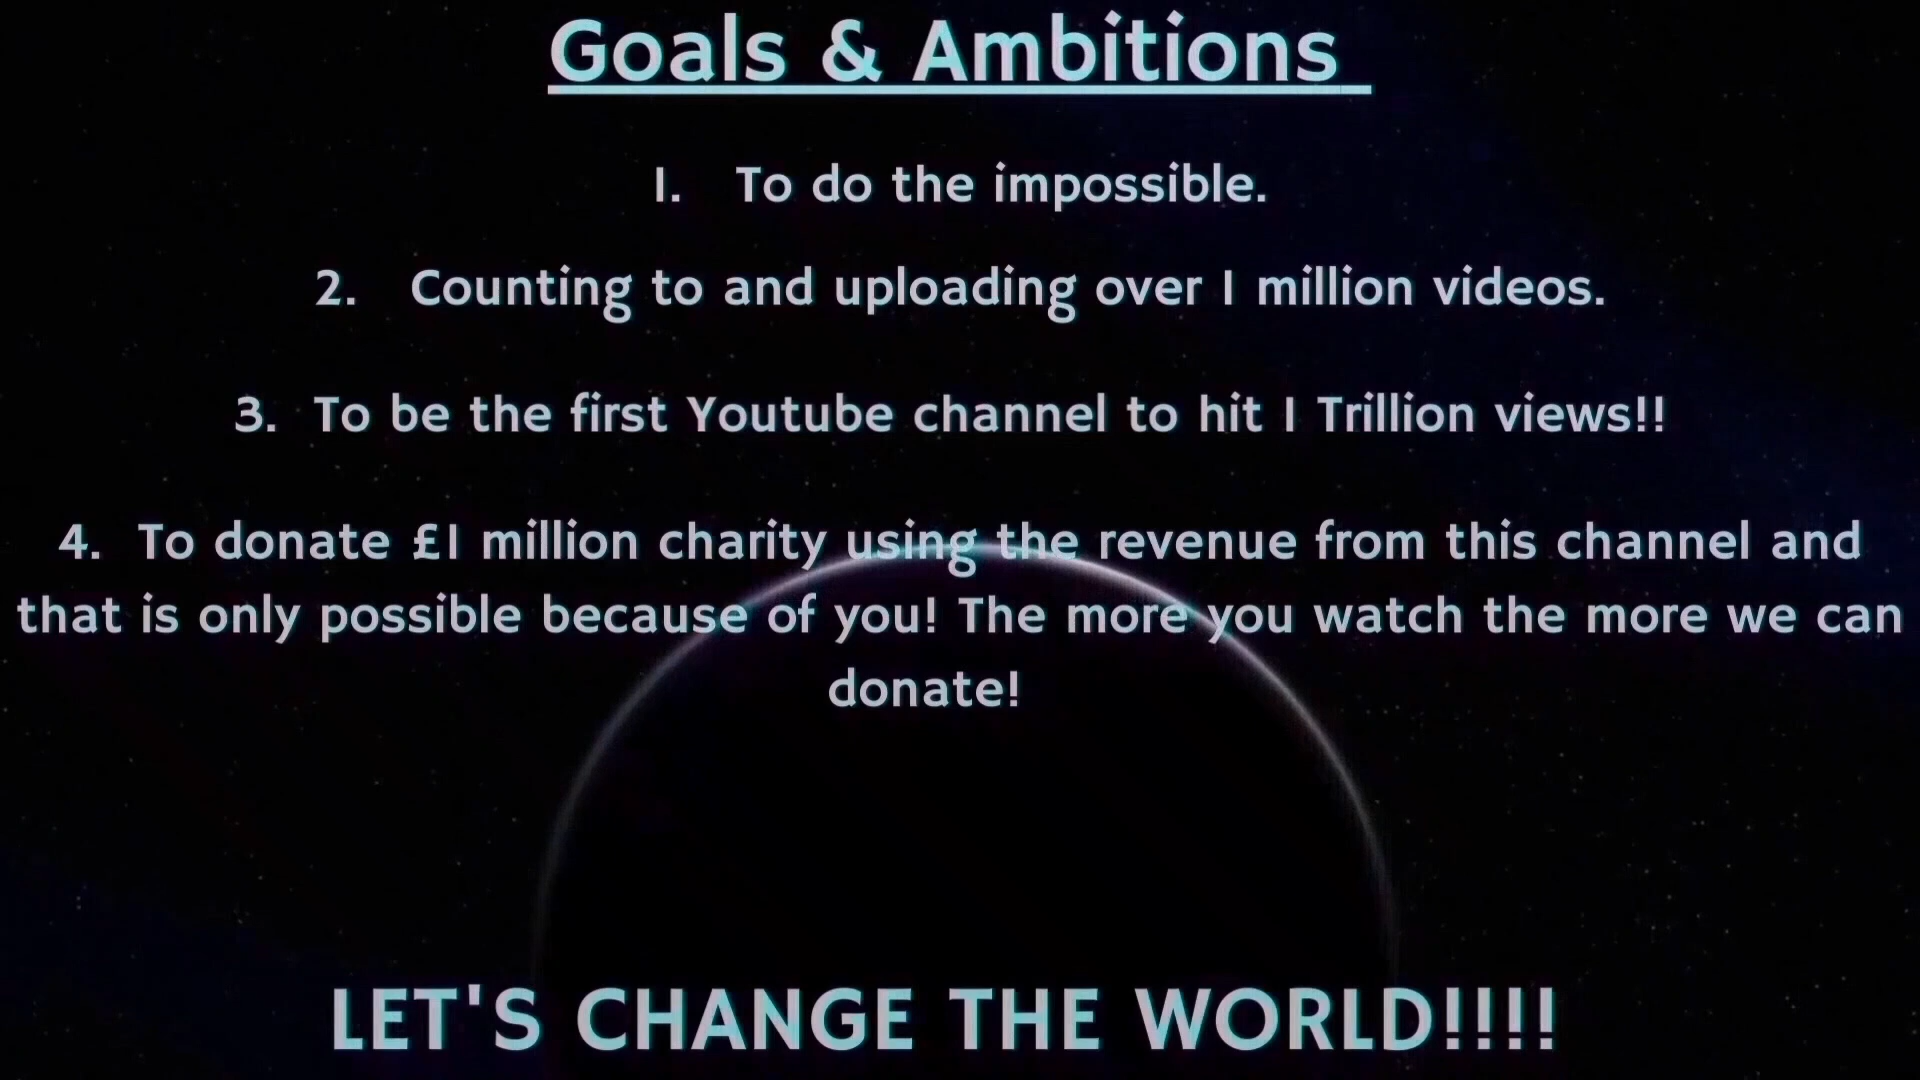 Goals & Ambitions
1. To do the impossible.
2. Counting to and uploading over 1 million videos.
3. To be the first Youtube channel to hit 1 Trillion views!!
4. To donate £1 million charity using the revenue from this channel and
that is only possible because of you! The more you watch the more we can
donate!
LET'S CHANGE THE WORLD!!!!